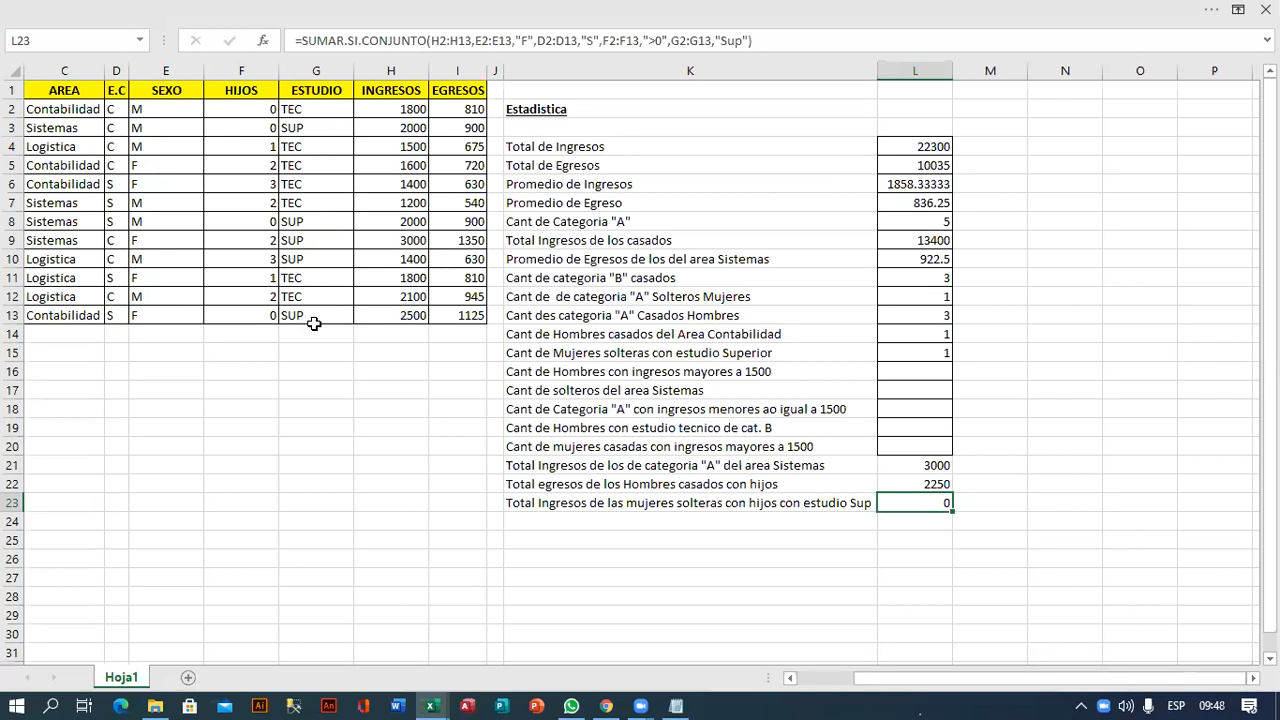 L23 =SUMAR.SI.CONJUNTO(H2:H13,E2:E13,"F",D2:D13,"S",F2:F13,">0",G2:G13,"Sup")
C D E F G H I J K L M N O P
1 AREA E.C SEXO HIJOS ESTUDIO INGRESOS EGRESOS
2 Contabilidad C M 0 TEC 1800 810 Estadistica
3 Sistemas C M 0 SUP 2000 900
4 Logistica C M 1 TEC 1500 675 Total de Ingresos 22300
5 Contabilidad C F 2 TEC 1600 720 Total de Egresos 10035
6 Contabilidad S F 3 TEC 1400 630 Promedio de Ingresos 1858.33333
7 Sistemas S M 2 TEC 1200 540 Promedio de Egreso 836.25
8 Sistemas S M 0 SUP 2000 900 Cant de Categoria "A" 5
9 Sistemas C F 2 SUP 3000 1350 Total Ingresos de los casados 13400
10 Logistica C M 3 SUP 1400 630 Promedio de Egresos de los del area Sistemas 922.5
11 Logistica S F 1 TEC 1800 810 Cant de categoria "B" casados 3
12 Logistica C M 2 TEC 2100 945 Cant de  de categoria "A" Solteros Mujeres 1
13 Contabilidad S F 0 SUP 2500 1125 Cant des categoria "A" Casados Hombres 3
14 Cant de Hombres casados del Area Contabilidad 1
15 Cant de Mujeres solteras con estudio Superior 1
16 Cant de Hombres con ingresos mayores a 1500
17 Cant de solteros del area Sistemas
18 Cant de Categoria "A" con ingresos menores ao igual a 1500
19 Cant de Hombres con estudio tecnico de cat. B
20 Cant de mujeres casadas con ingresos mayores a 1500
21 Total Ingresos de los de categoria "A" del area Sistemas 3000
22 Total egresos de los Hombres casados con hijos 2250
23 Total Ingresos de las mujeres solteras con hijos con estudio Sup 0
24
25
26
27
28
29
30
31
Hoja1
ESP 09:48